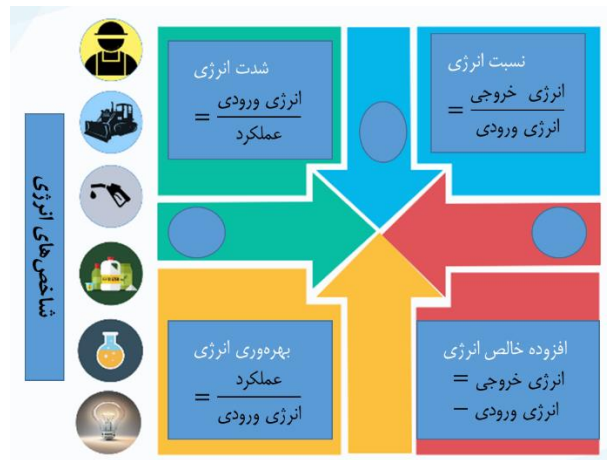 شاخص‌های انرژی
نسبت انرژی
= انرژی خروجی / انرژی ورودی
شدت انرژی
= انرژی ورودی / عملکرد
افزوده خالص انرژی
انرژی خروجی =
انرژی ورودی −
بهره‌وری انرژی
= عملکرد / انرژی ورودی